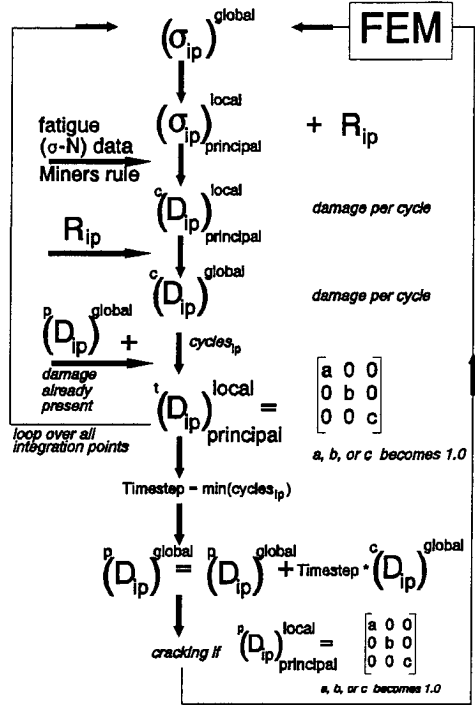 (σip)global
FEM
(σip)local principal + Rip
fatigue
(σ-N) data
Miners rule
c(Dip)local principal
damage per cycle
Rip
c(Dip)global
damage per cycle
p(Dip)global +
cyclesip
damage
already
present
t(Dip)local principal =
a 0 0
0 b 0
0 0 c
loop over all
integration points
a, b, or c becomes 1.0
Timestep = min(cyclesip)
p(Dip)global = p(Dip)global + Timestep * c(Dip)global
cracking if p(Dip)local principal =
a 0 0
0 b 0
0 0 c
a, b, or c becomes 1.0